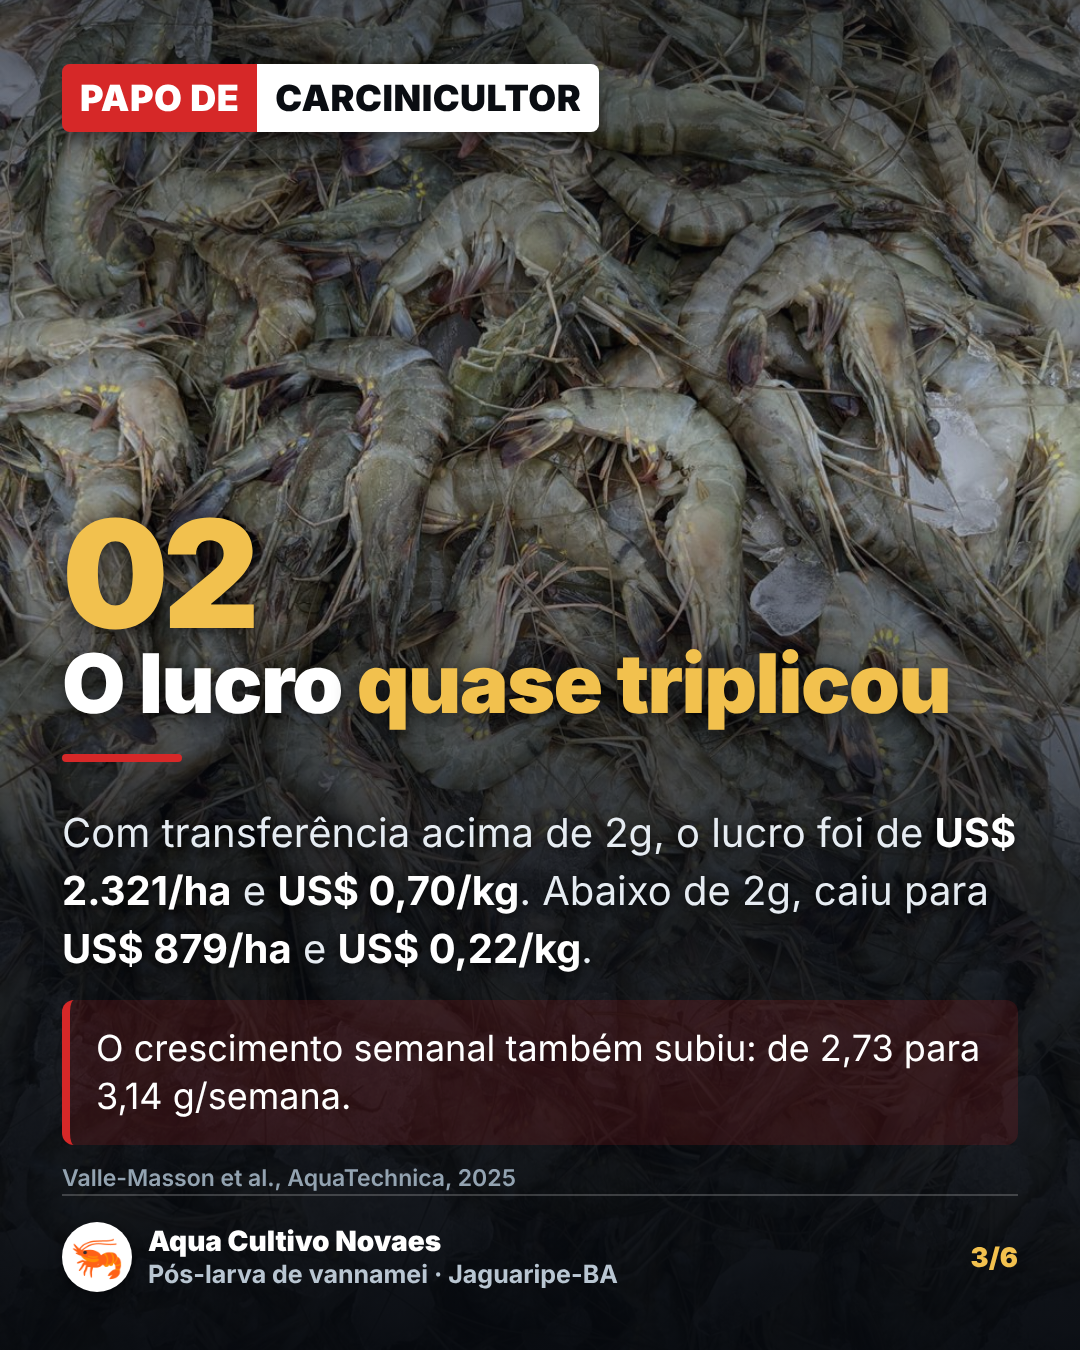 PAPO DE CARCINICULTOR
02
O lucro quase triplicou
Com transferência acima de 2g, o lucro foi de US$
2.321/ha e US$ 0,70/kg. Abaixo de 2g, caiu para
US$ 879/ha e US$ 0,22/kg.
O crescimento semanal também subiu: de 2,73 para
3,14 g/semana.
Valle-Masson et al., AquaTechnica, 2025
Aqua Cultivo Novaes
Pós-larva de vannamei · Jaguaripe-BA
3/6